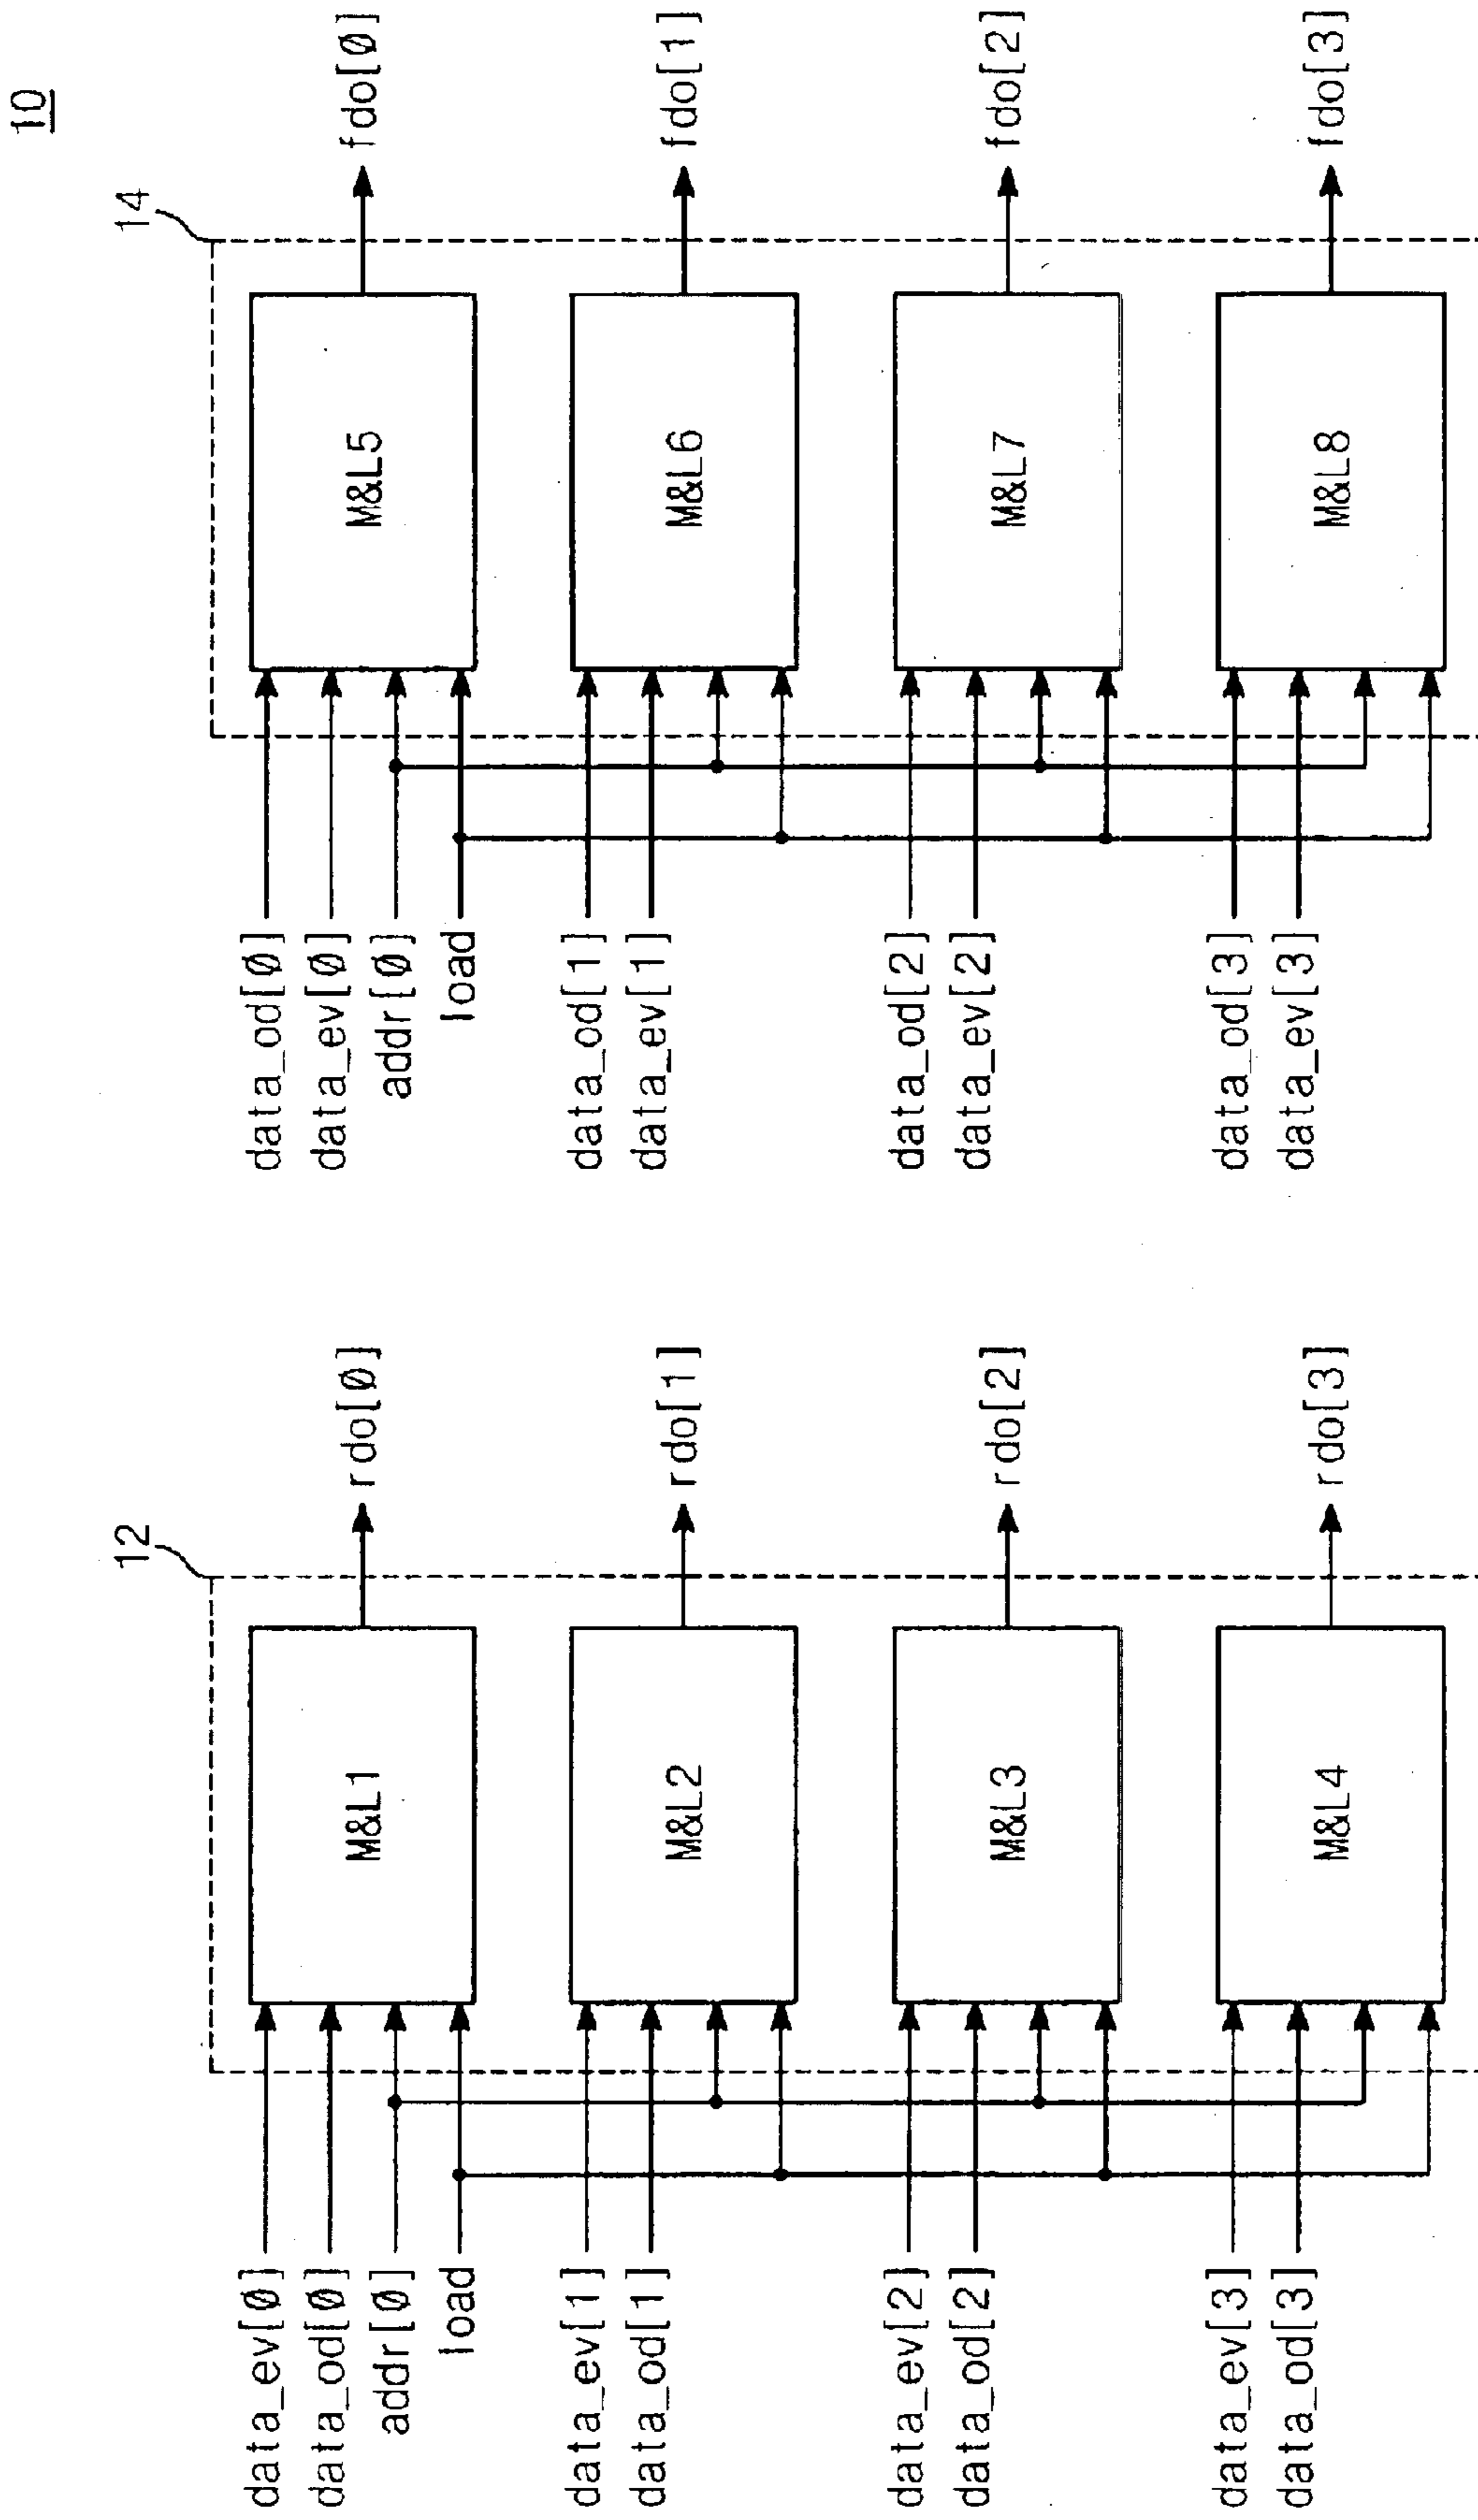 10
12
data_ev[0]
data_od[0]
addr[0]
load
M&L1
rdo[0]
data_ev[1]
data_od[1]
M&L2
rdo[1]
data_ev[2]
data_od[2]
M&L3
rdo[2]
data_ev[3]
data_od[3]
M&L4
rdo[3]
14
data_od[0]
data_ev[0]
addr[0]
load
M&L5
fdo[0]
data_od[1]
data_ev[1]
M&L6
fdo[1]
data_od[2]
data_ev[2]
M&L7
fdo[2]
data_od[3]
data_ev[3]
M&L8
fdo[3]